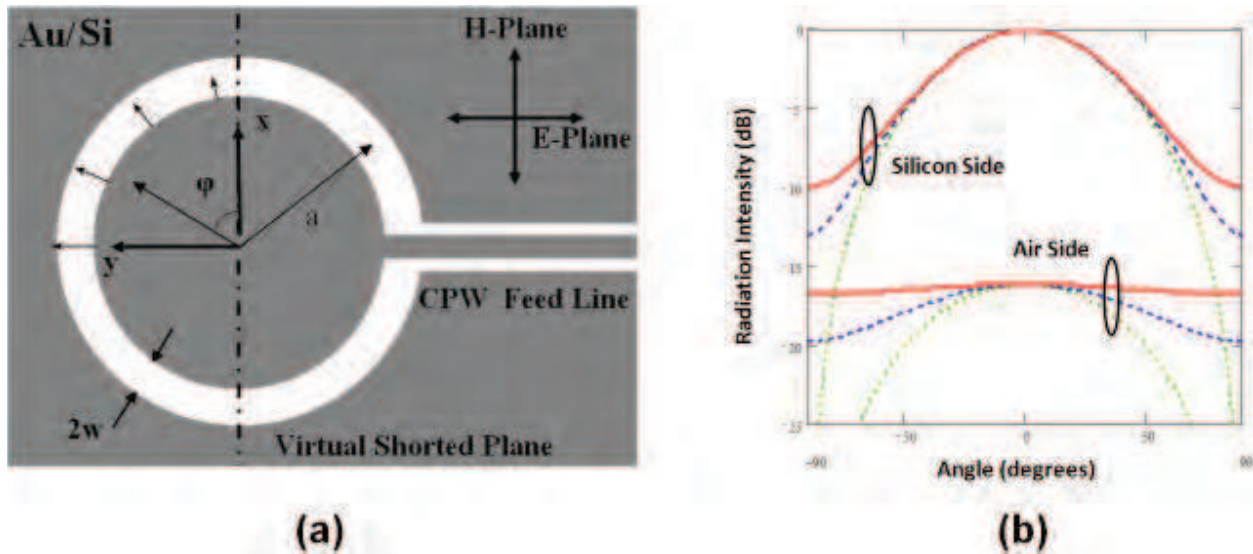 Au/Si
H-Plane
E-Plane
x
φ
a
y
CPW Feed Line
2w
Virtual Shorted Plane
(a)
Radiation Intensity (dB)
0
-5
-10
-15
-20
-25
Silicon Side
Air Side
-90
-50
0
50
90
Angle (degrees)
(b)